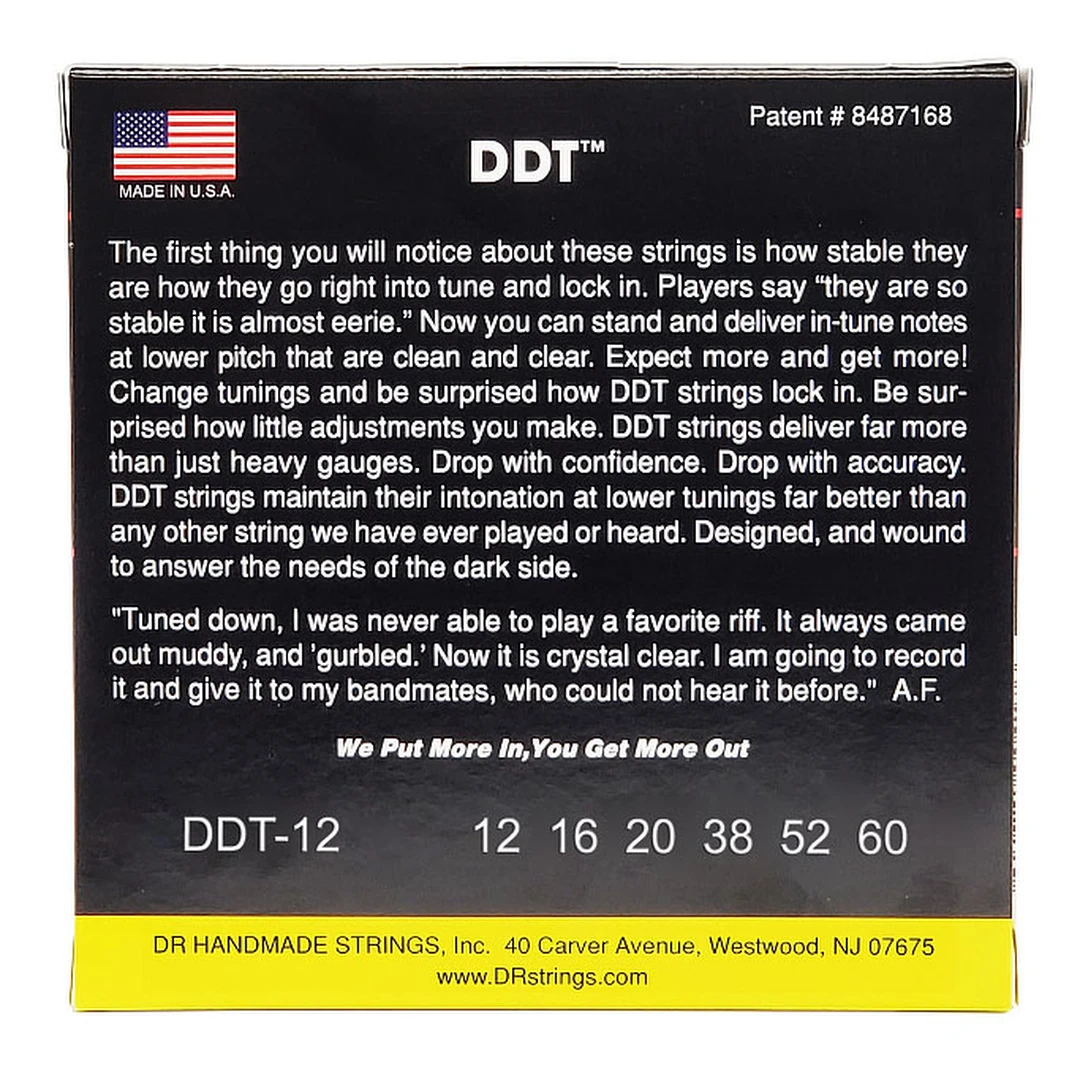 Patent # 8487168
MADE IN U.S.A.
DDT™
The first thing you will notice about these strings is how stable they
are how they go right into tune and lock in. Players say “they are so
stable it is almost eerie.” Now you can stand and deliver in-tune notes
at lower pitch that are clean and clear. Expect more and get more!
Change tunings and be surprised how DDT strings lock in. Be sur-
prised how little adjustments you make. DDT strings deliver far more
than just heavy gauges. Drop with confidence. Drop with accuracy.
DDT strings maintain their intonation at lower tunings far better than
any other string we have ever played or heard. Designed, and wound
to answer the needs of the dark side.
"Tuned down, I was never able to play a favorite riff. It always came
out muddy, and 'gurbled.' Now it is crystal clear. I am going to record
it and give it to my bandmates, who could not hear it before." A.F.
We Put More In,You Get More Out
DDT-12 12 16 20 38 52 60
DR HANDMADE STRINGS, Inc. 40 Carver Avenue, Westwood, NJ 07675
www.DRstrings.com